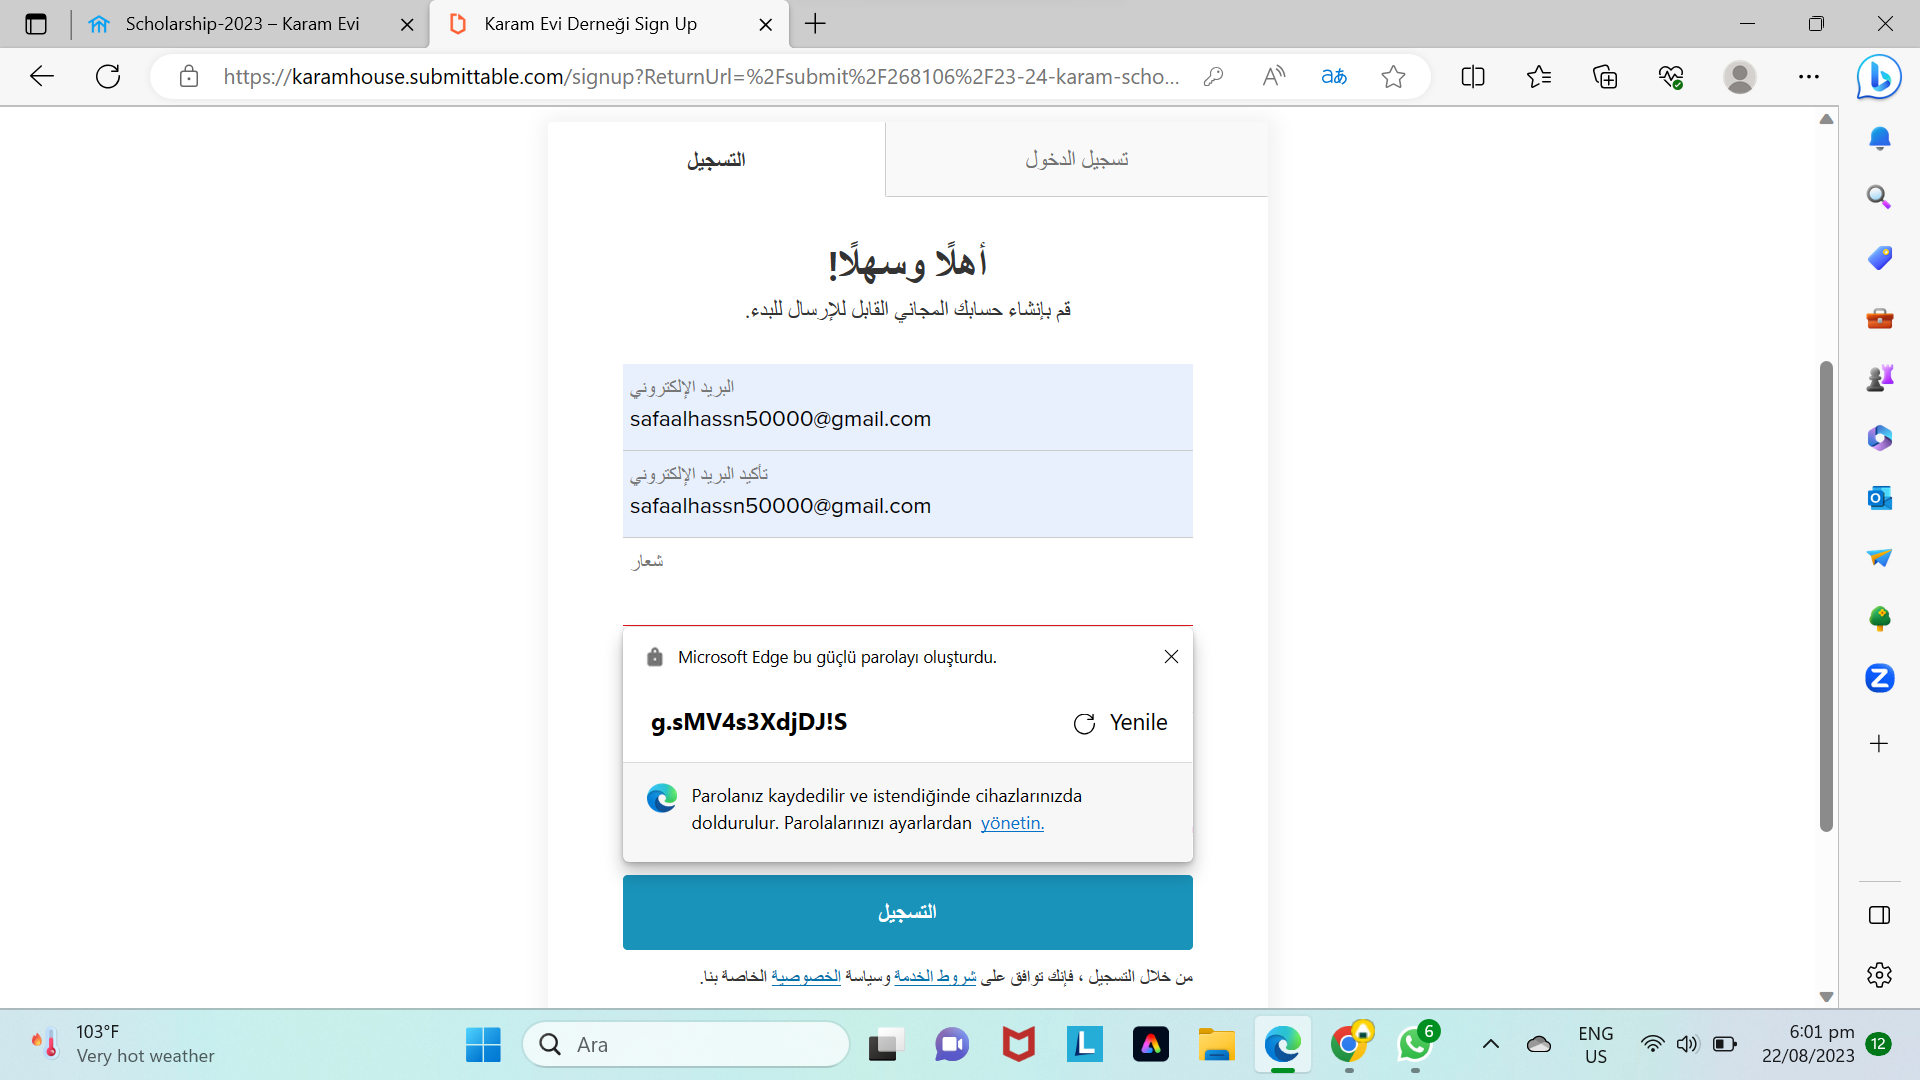 Scholarship-2023 – Karam Evi
Karam Evi Derneği Sign Up
https://karamhouse.submittable.com/signup?ReturnUrl=%2Fsubmit%2F268106%2F23-24-karam-scho...
التسجيل
تسجيل الدخول
أهلًا وسهلًا!
قم بإنشاء حسابك المجاني القابل للإرسال للبدء.
البريد الإلكتروني
safaalhassn50000@gmail.com
تأكيد البريد الإلكتروني
safaalhassn50000@gmail.com
شعار
Microsoft Edge bu güçlü parolayı oluşturdu.
g.sMV4s3XdjDJ!S
Yenile
Parolanız kaydedilir ve istendiğinde cihazlarınızda
doldurulur. Parolalarınızı ayarlardan yönetin.
التسجيل
من خلال التسجيل ، فإنك توافق على شروط الخدمة وسياسة الخصوصية الخاصة بنا.
103°F
Very hot weather
Ara
6
ENG
US
6:01 pm
22/08/2023
12